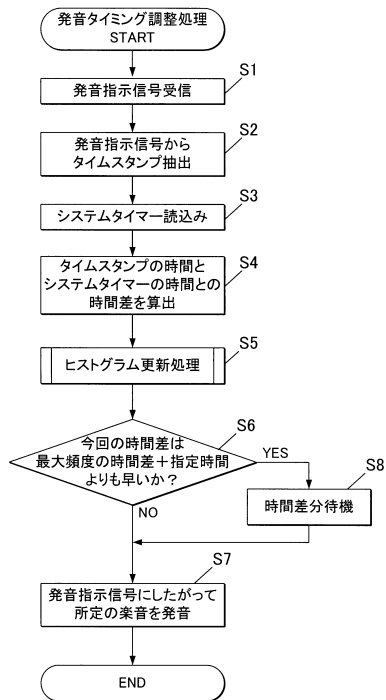 発音タイミング調整処理
START
S1
発音指示信号受信
S2
発音指示信号から
タイムスタンプ抽出
S3
システムタイマー読込み
S4
タイムスタンプの時間と
システムタイマーの時間との
時間差を算出
S5
ヒストグラム更新処理
S6
今回の時間差は
最大頻度の時間差＋指定時間
よりも早いか？
YES
S8
時間差分待機
NO
S7
発音指示信号にしたがって
所定の楽音を発音
END